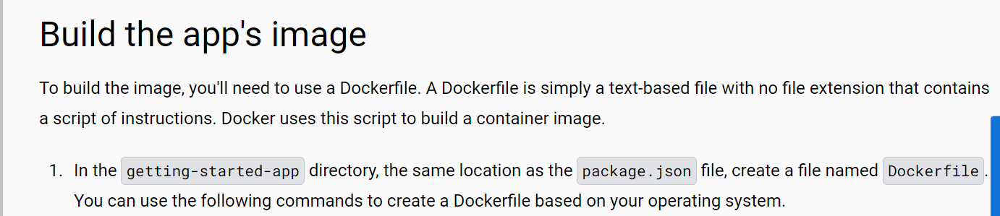 Build the app's image
To build the image, you'll need to use a Dockerfile. A Dockerfile is simply a text-based file with no file extension that contains
a script of instructions. Docker uses this script to build a container image.
1. In the getting-started-app directory, the same location as the package.json file, create a file named Dockerfile.
You can use the following commands to create a Dockerfile based on your operating system.